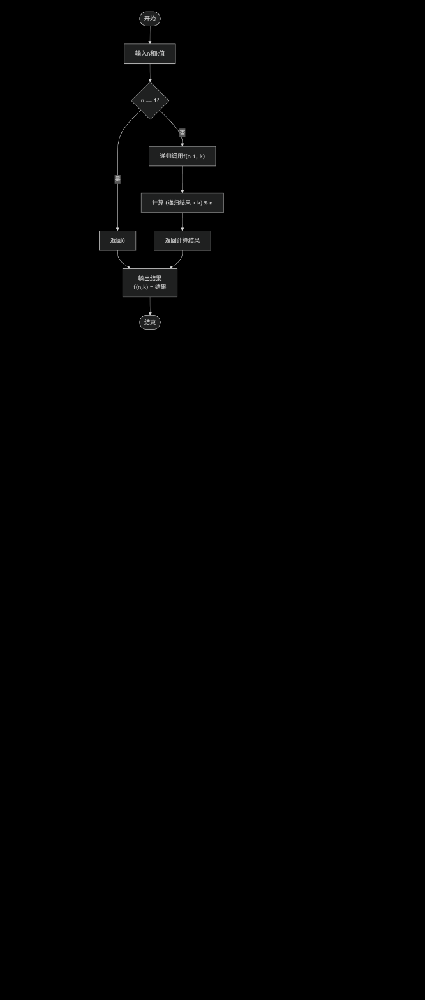 开始
输入n和k值
n == 1?
否
递归调用f(n-1, k)
是
计算 (递归结果 + k) % n
返回0
返回计算结果
输出结果
f(n,k) = 结果
结束